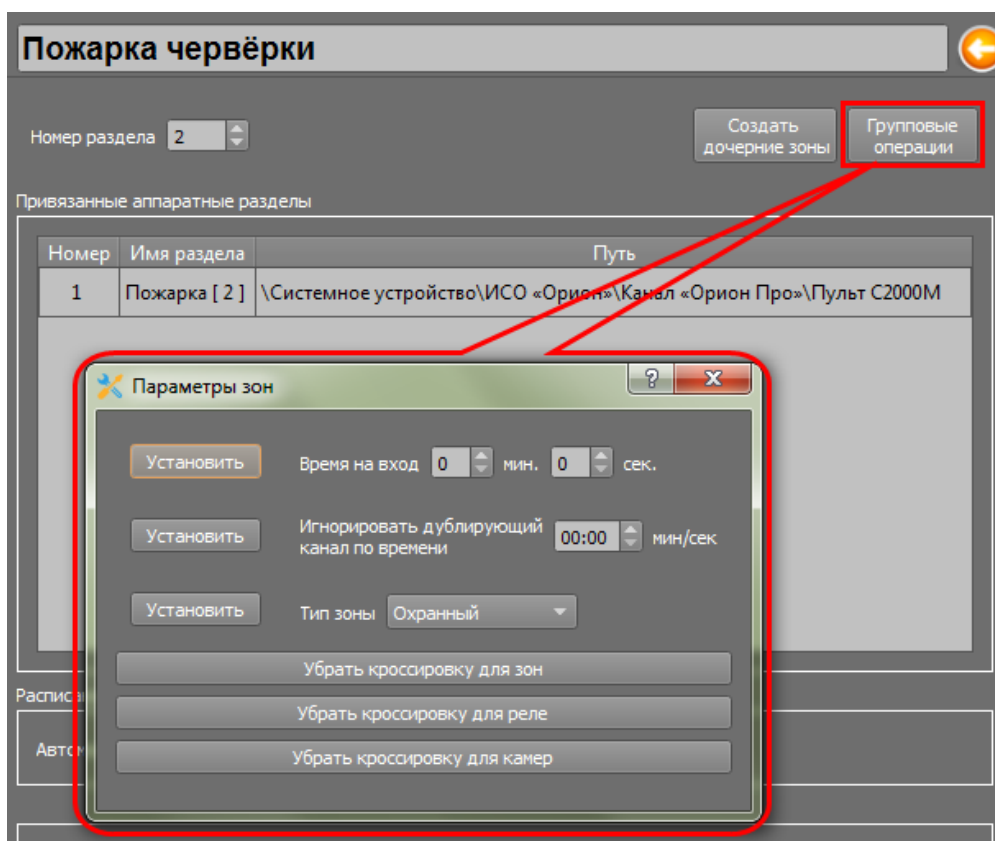 Пожарка червёрки
Номер раздела 2
Создать
дочерние зоны
Групповые
операции
Привязанные аппаратные разделы
Номер Имя раздела Путь
1 Пожарка [ 2 ] \Системное устройство\ИСО «Орион»\Канал «Орион Про»\Пульт С2000М
Параметры зон
Установить Время на вход 0 мин. 0 сек.
Установить Игнорировать дублирующий
канал по времени 00:00 мин/сек
Установить Тип зоны Охранный
Убрать кроссировку для зон
Убрать кроссировку для реле
Убрать кроссировку для камер